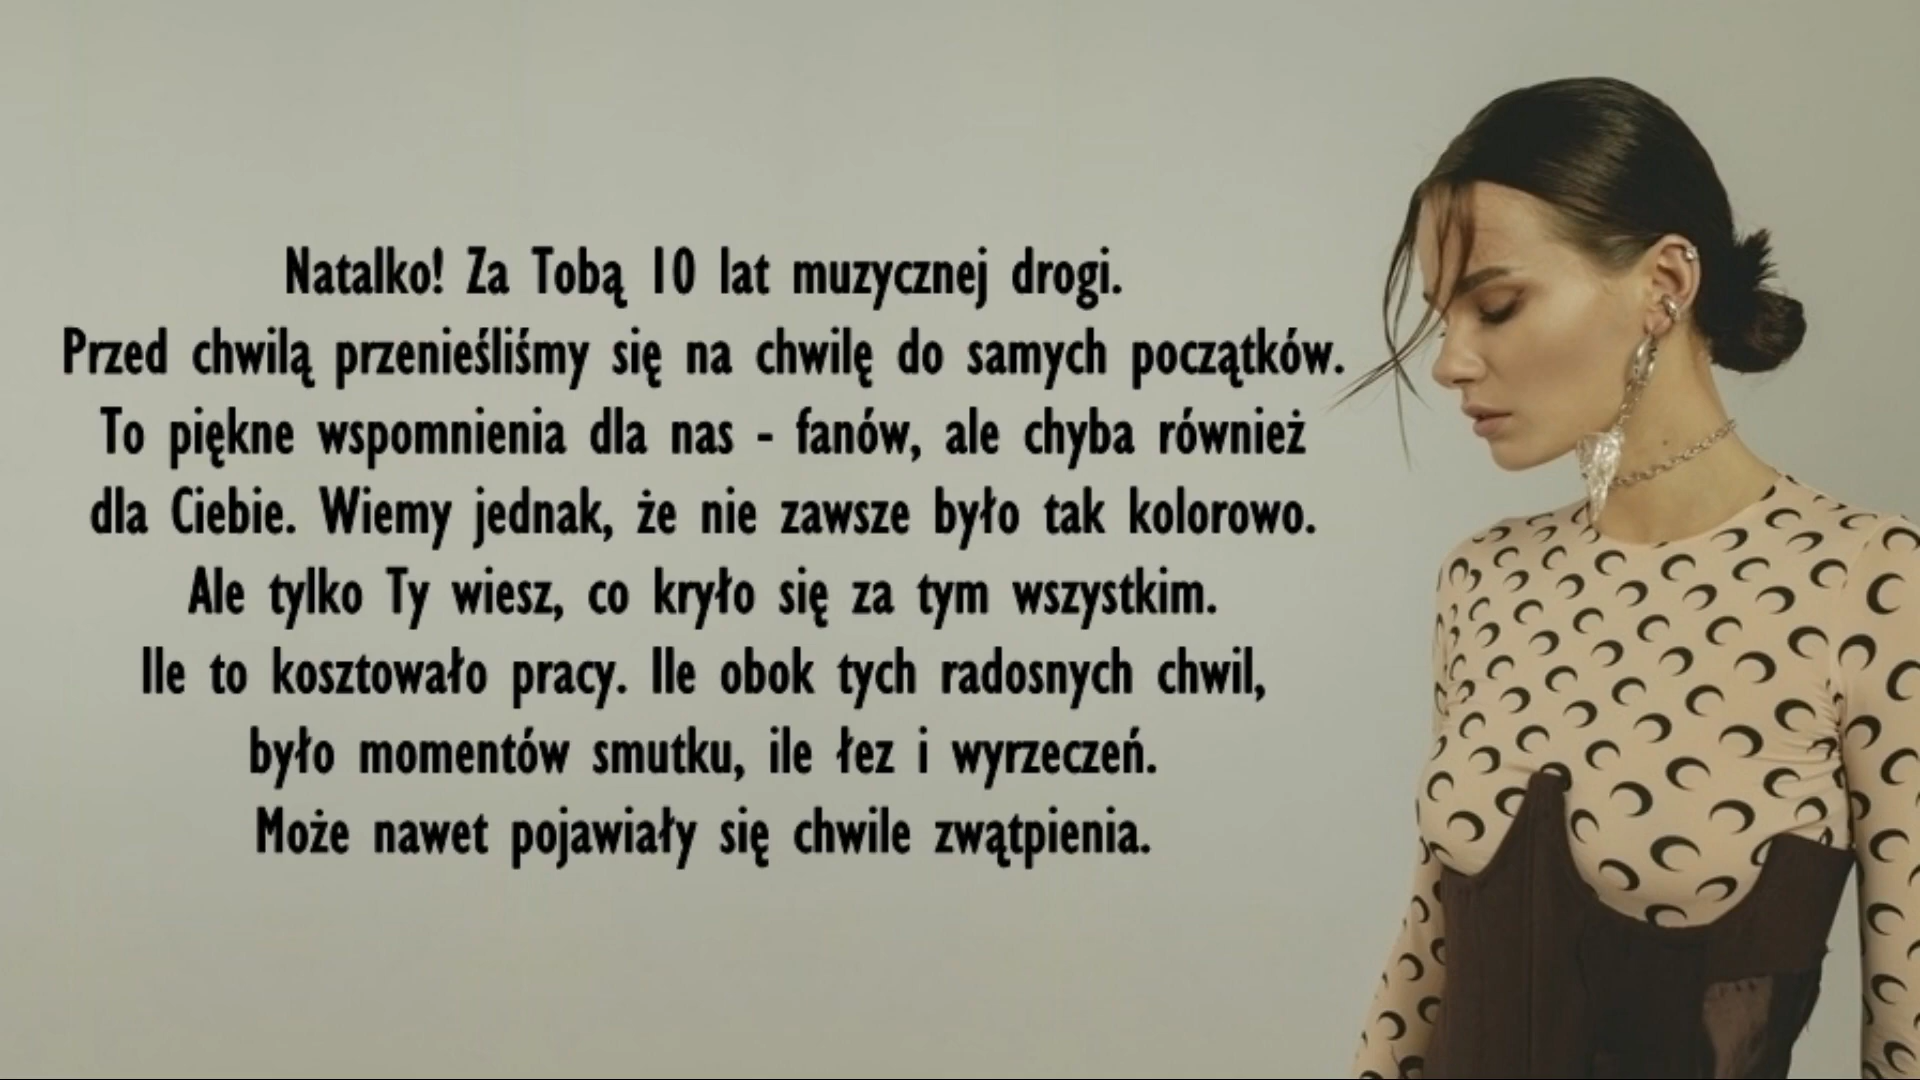 Natalko! Za Tobą 10 lat muzycznej drogi.
Przed chwilą przenieśliśmy się na chwilę do samych początków.
To piękne wspomnienia dla nas - fanów, ale chyba również
dla Ciebie. Wiemy jednak, że nie zawsze było tak kolorowo.
Ale tylko Ty wiesz, co kryło się za tym wszystkim.
Ile to kosztowało pracy. Ile obok tych radosnych chwil,
było momentów smutku, ile łez i wyrzeczeń.
Może nawet pojawiały się chwile zwątpienia.